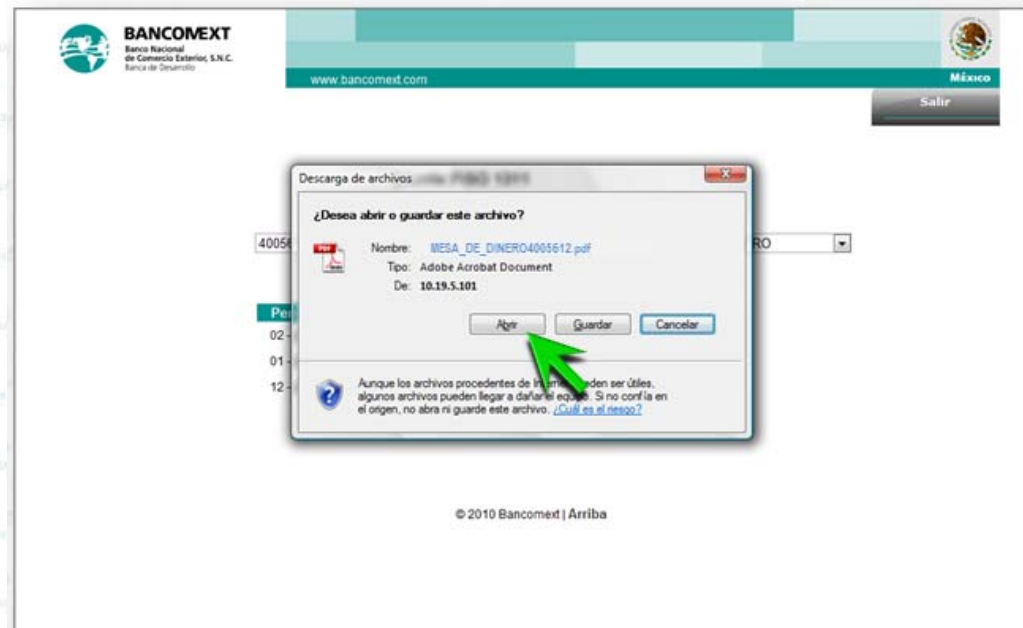 BANCOMEXT
Banco Nacional
de Comercio Exterior, S.N.C.
Banca de Desarrollo
www.bancomext.com
México
Salir
Descarga de archivos
¿Desea abrir o guardar este archivo?
40056
RO
Nombre: MESA_DE_DINERO4005612.pdf
Tipo: Adobe Acrobat Document
De: 10.19.5.101
Abrir Guardar Cancelar
Pe
02 -
01 -
12 -
Aunque los archivos procedentes de pueden ser útiles,
algunos archivos pueden llegar a dañar el equipo. Si no confía en
el origen, no abra ni guarde este archivo. ¿Cuál es el riesgo?
© 2010 Bancomext | Arriba